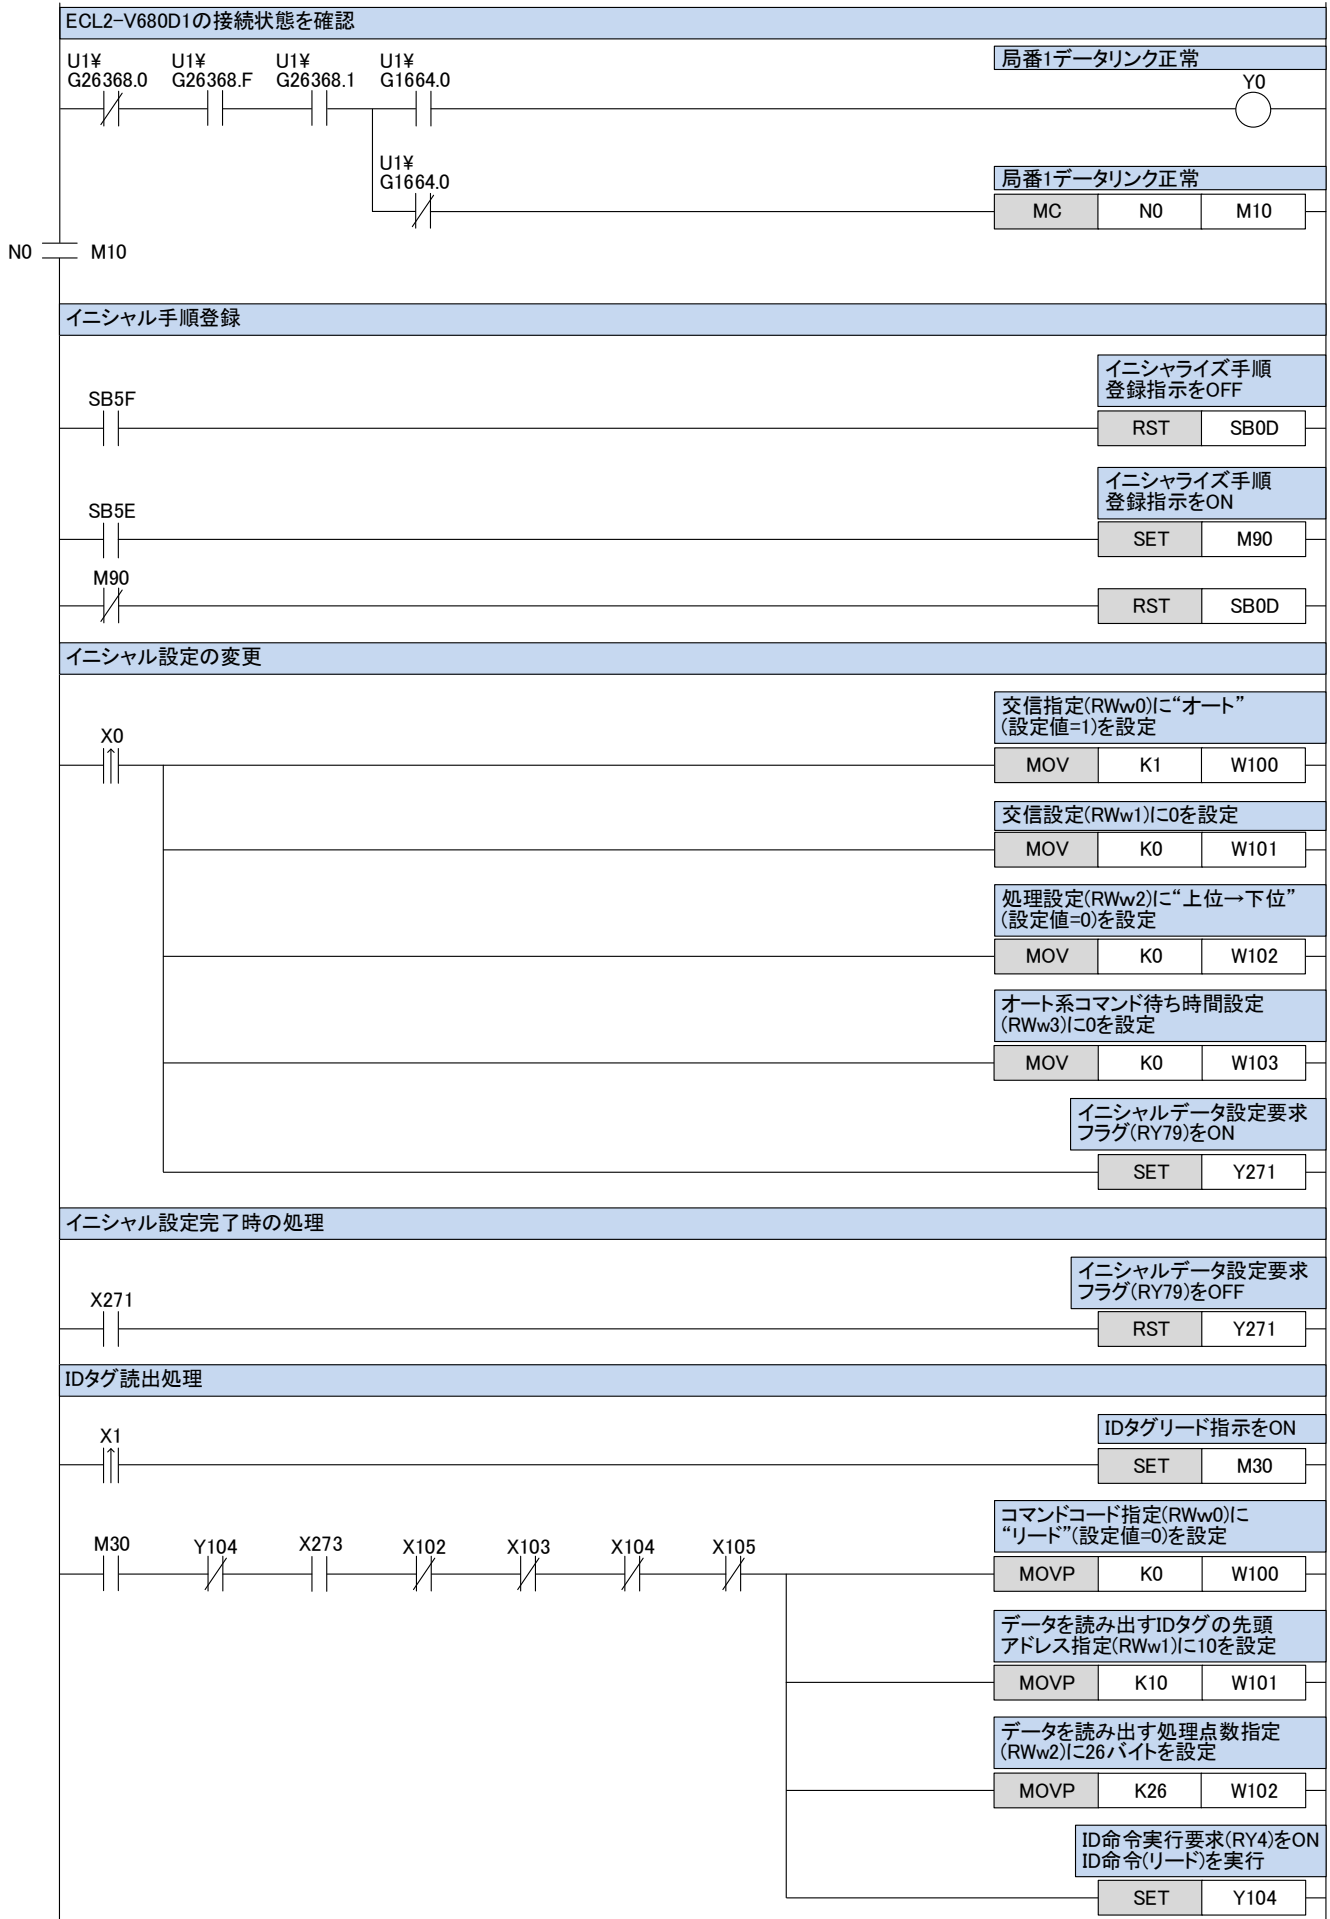 ECL2-V680D1の接続状態を確認
U1¥ U1¥ U1¥ U1¥ 局番1データリンク正常
G26368.0 G26368.F G26368.1 G1664.0 Y0
U1¥
G1664.0 局番1データリンク正常
MC N0 M10
N0 M10
イニシャル手順登録
イニシャライズ手順
登録指示をOFF
SB5F
RST SB0D
イニシャライズ手順
登録指示をON
SB5E
SET M90
M90
RST SB0D
イニシャル設定の変更
交信指定(RWw0)に“オート”
(設定値=1)を設定
X0
MOV K1 W100
交信設定(RWw1)に0を設定
MOV K0 W101
処理設定(RWw2)に“上位→下位”
(設定値=0)を設定
MOV K0 W102
オート系コマンド待ち時間設定
(RWw3)に0を設定
MOV K0 W103
イニシャルデータ設定要求
フラグ(RY79)をON
SET Y271
イニシャル設定完了時の処理
イニシャルデータ設定要求
フラグ(RY79)をOFF
X271
RST Y271
IDタグ読出処理
IDタグリード指示をON
X1
SET M30
コマンドコード指定(RWw0)に
“リード”(設定値=0)を設定
M30 Y104 X273 X102 X103 X104 X105
MOVP K0 W100
データを読み出すIDタグの先頭
アドレス指定(RWw1)に10を設定
MOVP K10 W101
データを読み出す処理点数指定
(RWw2)に26バイトを設定
MOVP K26 W102
ID命令実行要求(RY4)をON
ID命令(リード)を実行
SET Y104